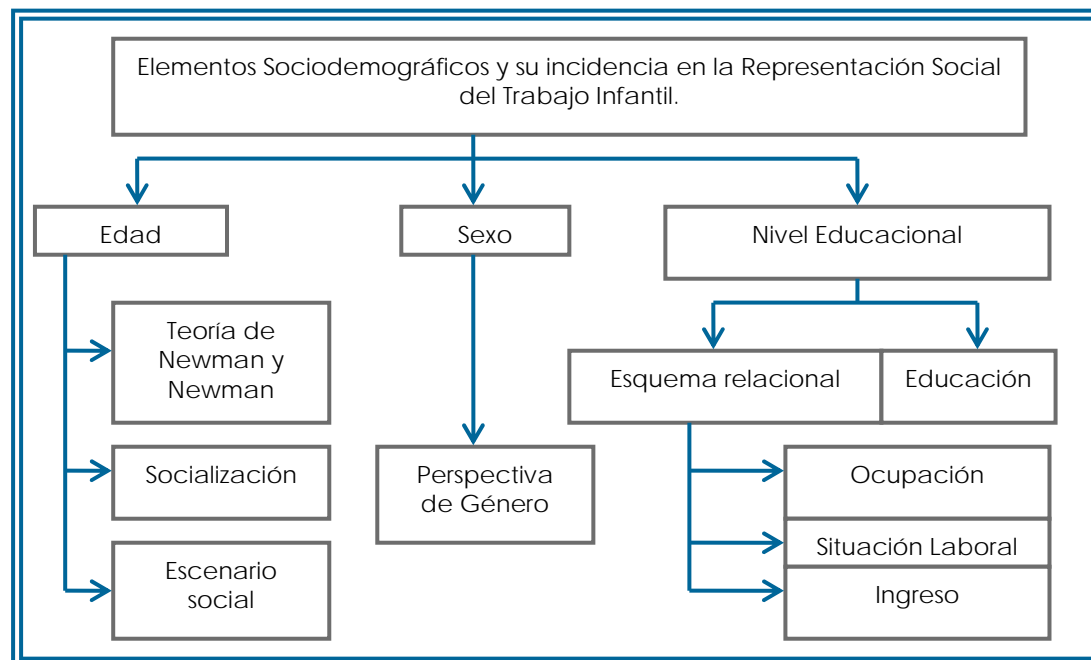 Elementos Sociodemográficos y su incidencia en la Representación Social
del Trabajo Infantil.
Edad
Sexo
Nivel Educacional
Teoría de
Newman y
Newman
Esquema relacional
Educación
Socialización
Perspectiva
de Género
Ocupación
Situación Laboral
Escenario
social
Ingreso